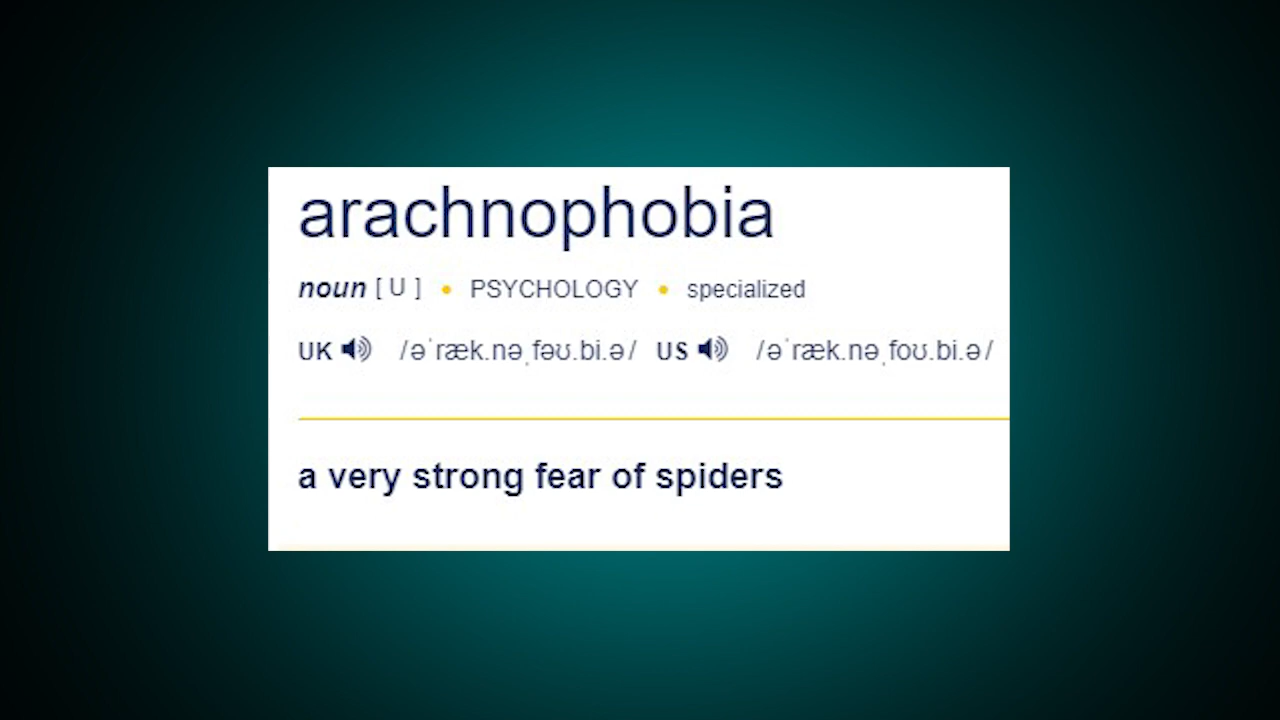 arachnophobia
noun [ U ] • PSYCHOLOGY • specialized
UK /əˈræk.nəˌfəʊ.bi.ə/ US /əˈræk.nəˌfoʊ.bi.ə/
a very strong fear of spiders